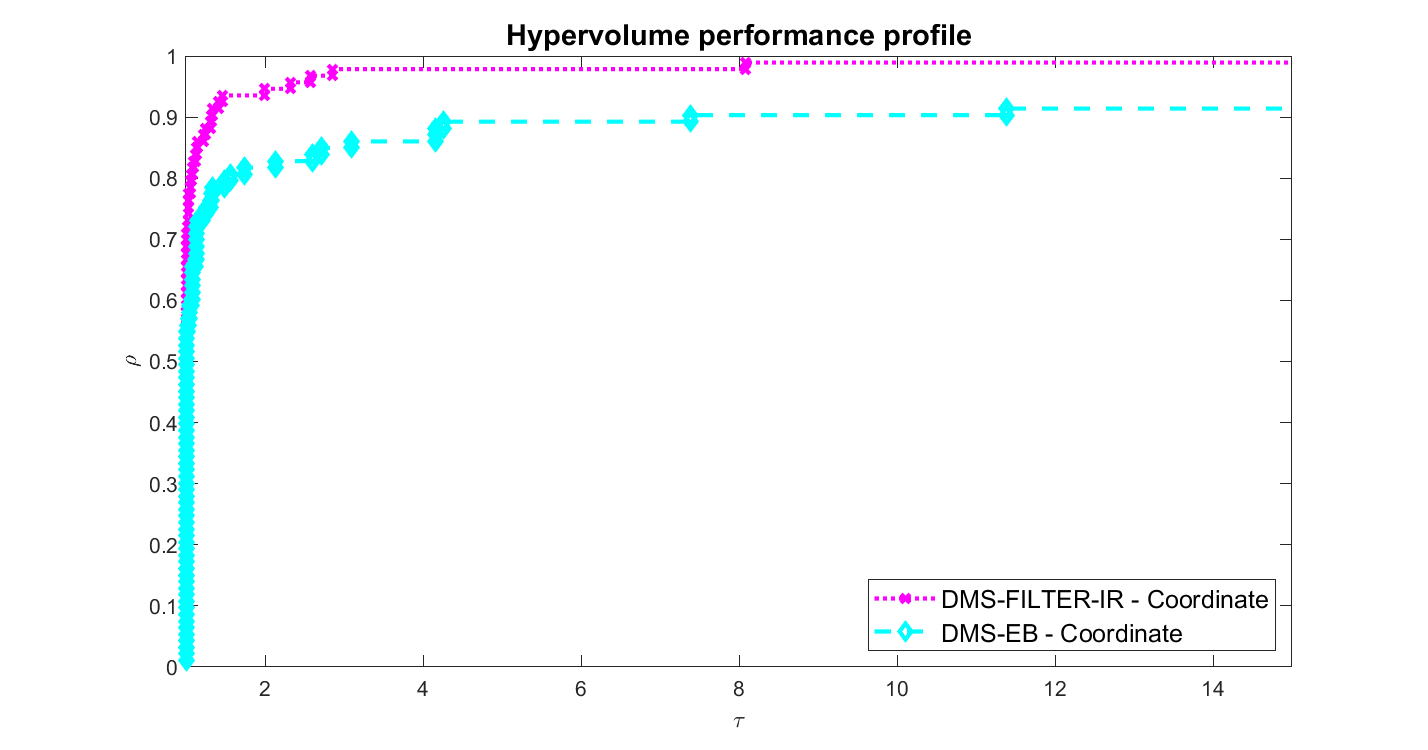 Hypervolume performance profile
1
0.9
0.8
0.7
0.6
0.5
0.4
0.3
0.2
0.1
0
ρ
2 4 6 8 10 12 14
τ
DMS-FILTER-IR - Coordinate
DMS-EB - Coordinate